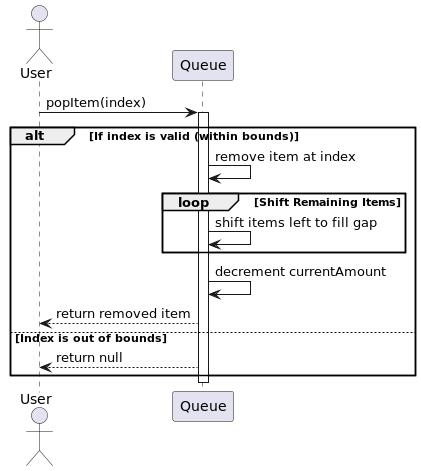 User
Queue
popItem(index)
alt [If index is valid (within bounds)]
remove item at index
loop [Shift Remaining Items]
shift items left to fill gap
decrement currentAmount
return removed item
[Index is out of bounds]
return null
User
Queue